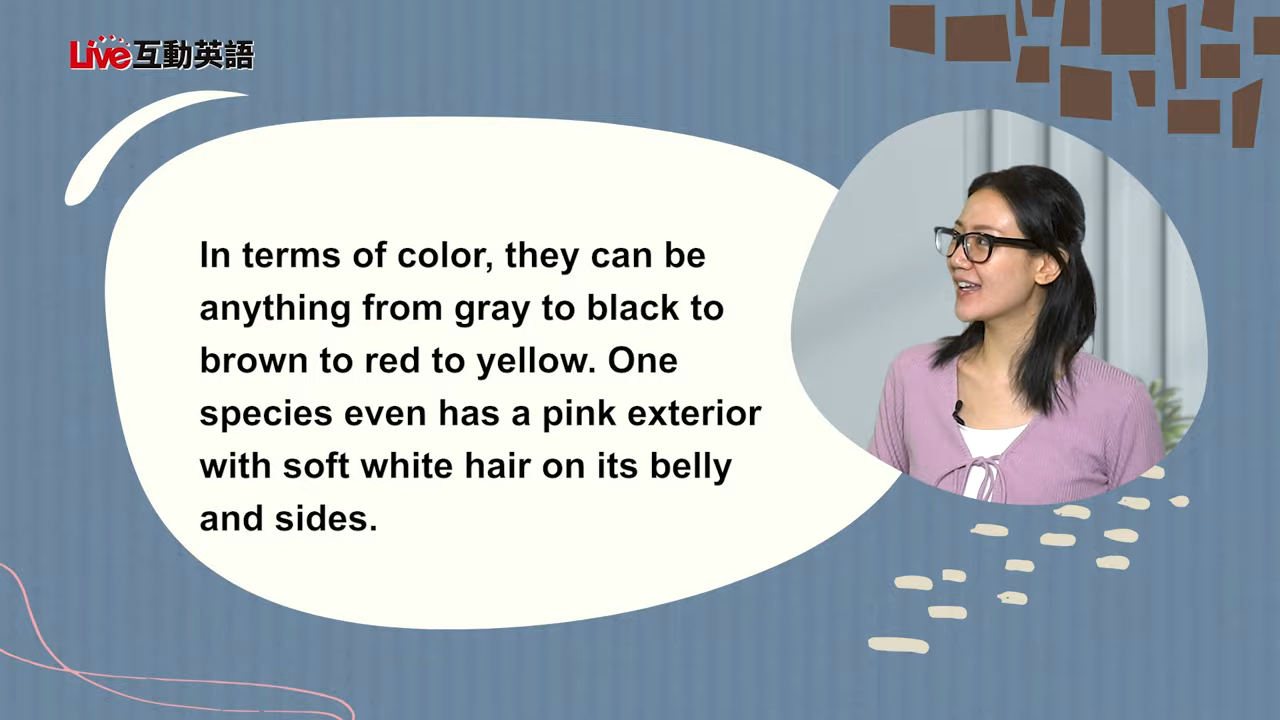 Live互動英語
In terms of color, they can be
anything from gray to black to
brown to red to yellow. One
species even has a pink exterior
with soft white hair on its belly
and sides.